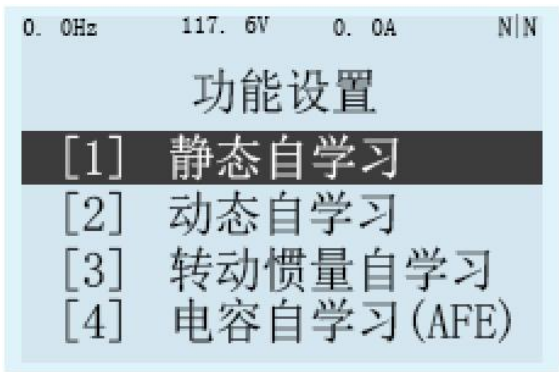 0. 0Hz 117. 6V 0. 0A N|N
功能设置
[1] 静态自学习
[2] 动态自学习
[3] 转动惯量自学习
[4] 电容自学习(AFE)